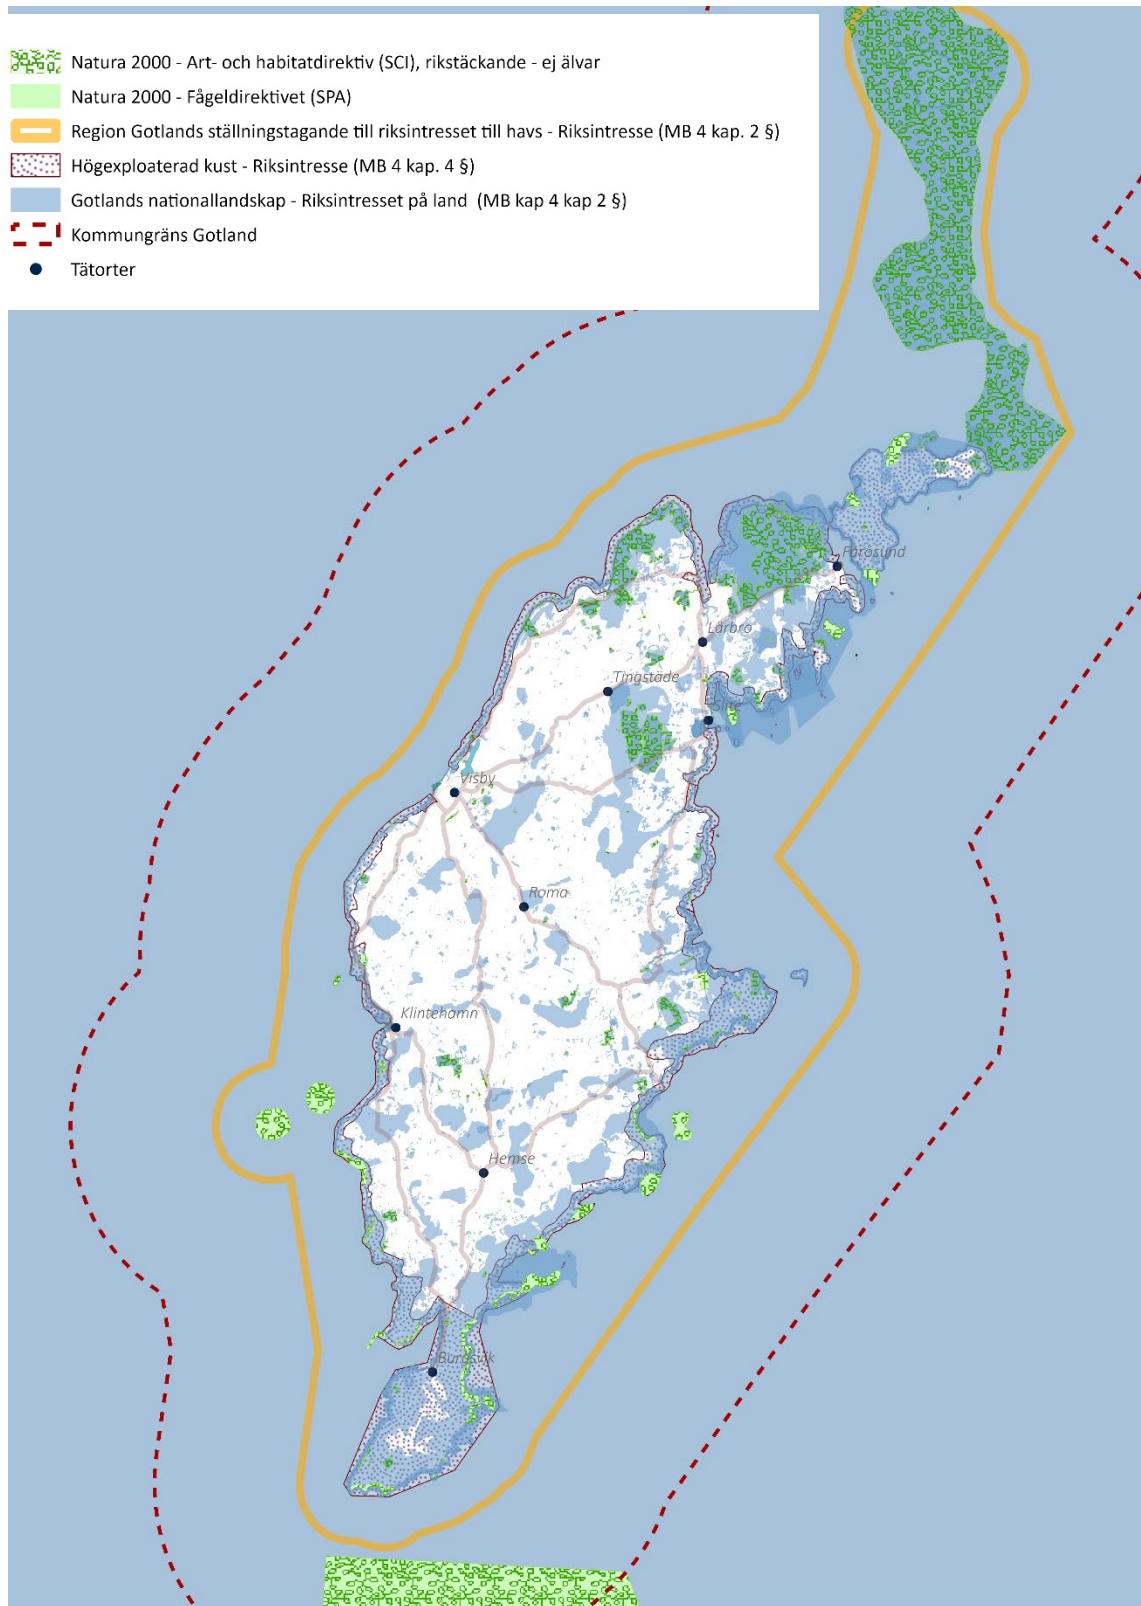 Natura 2000 - Art- och habitatdirektiv (SCI), rikstäckande - ej älvar
Natura 2000 - Fågeldirektivet (SPA)
Region Gotlands ställningstagande till riksintresset till havs - Riksintresse (MB 4 kap. 2 §)
Högexploaterad kust - Riksintresse (MB 4 kap. 4 §)
Gotlands nationallandskap - Riksintresset på land (MB kap 4 kap 2 §)
Kommungräns Gotland
Tätorter
Fårösund
Lärbro
Tingstäde
Slite
Visby
Roma
Klintehamn
Hemse
Burgsvik